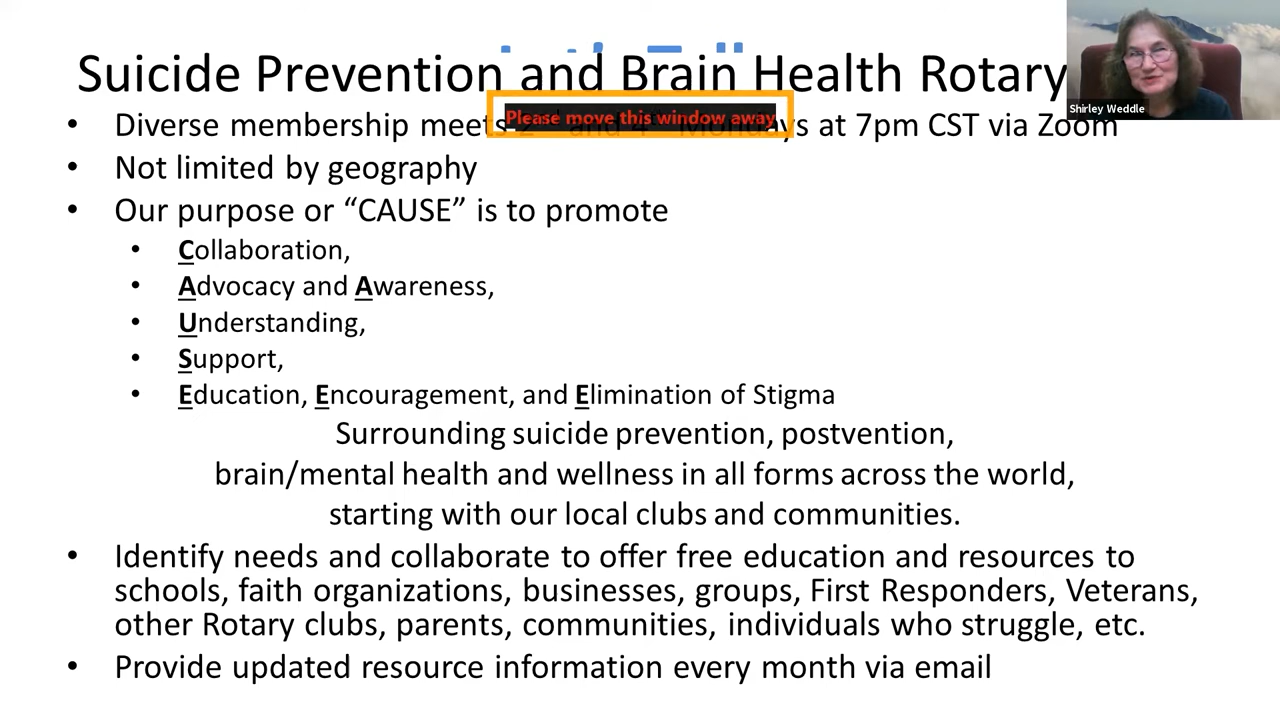 Suicide Prevention and Brain Health Rotary
Shirley Weddle
Please move this window away
• Diverse membership meets and 4 Mondays at 7pm CST via Zoom
• Not limited by geography
• Our purpose or “CAUSE” is to promote
• Collaboration,
• Advocacy and Awareness,
• Understanding,
• Support,
• Education, Encouragement, and Elimination of Stigma
Surrounding suicide prevention, postvention,
brain/mental health and wellness in all forms across the world,
starting with our local clubs and communities.
• Identify needs and collaborate to offer free education and resources to
schools, faith organizations, businesses, groups, First Responders, Veterans,
other Rotary clubs, parents, communities, individuals who struggle, etc.
• Provide updated resource information every month via email